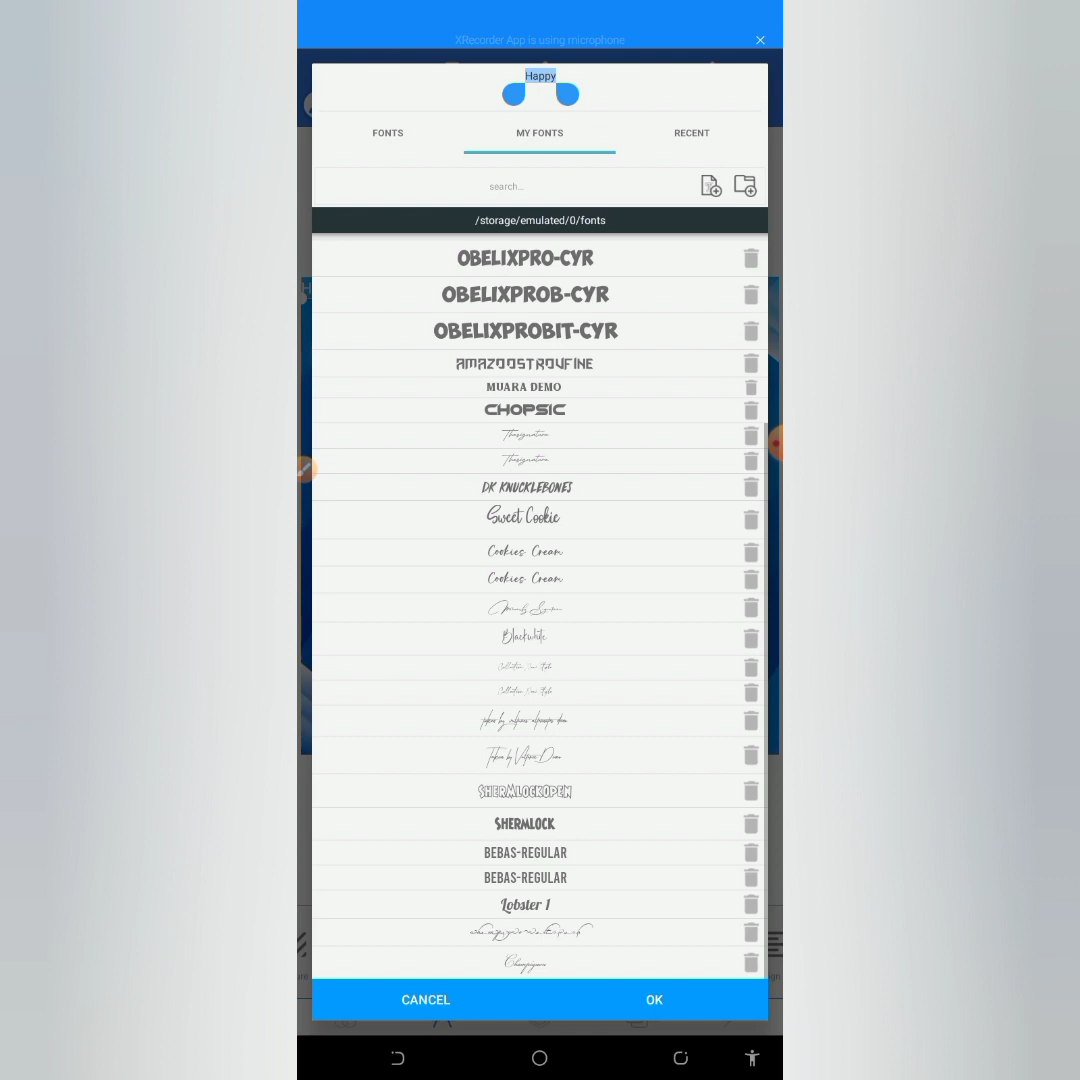 XRecorder App is using microphone
Happy
FONTS
MY FONTS
RECENT
search...
/storage/emulated/0/fonts
OBELIXPRO-CYR
OBELIXPROB-CYR
OBELIXPROBIT-CYR
AMAZOOSTROVFINE
MUARA DEMO
CHOPSIC
Thesignature
Thesignature
DK KNUCKLEBONES
Sweet Cookie
Cookies Cream
Cookies Cream
Blackwhite
SHERMLOCKOPEN
SHERMLOCK
BEBAS-REGULAR
BEBAS-REGULAR
Lobster 1
CANCEL
OK